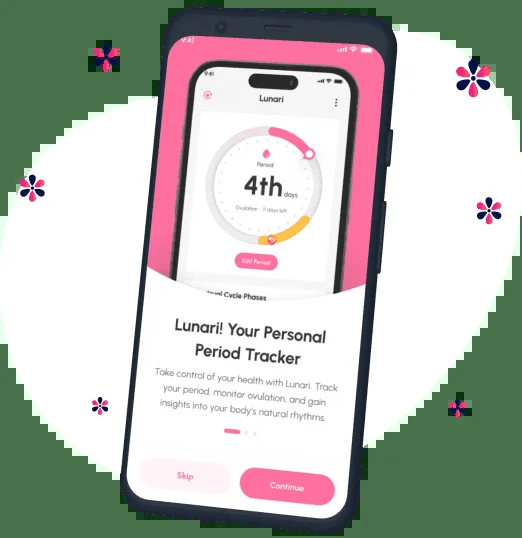 9:41
9:41
Lunari
Period
4th days
Ovulation - 11 days left
Edit Period
Cycle Phases
Lunari! Your Personal
Period Tracker
Take control of your health with Lunari. Track
your period, monitor ovulation, and gain
insights into your body's natural rhythms.
Skip
Continue